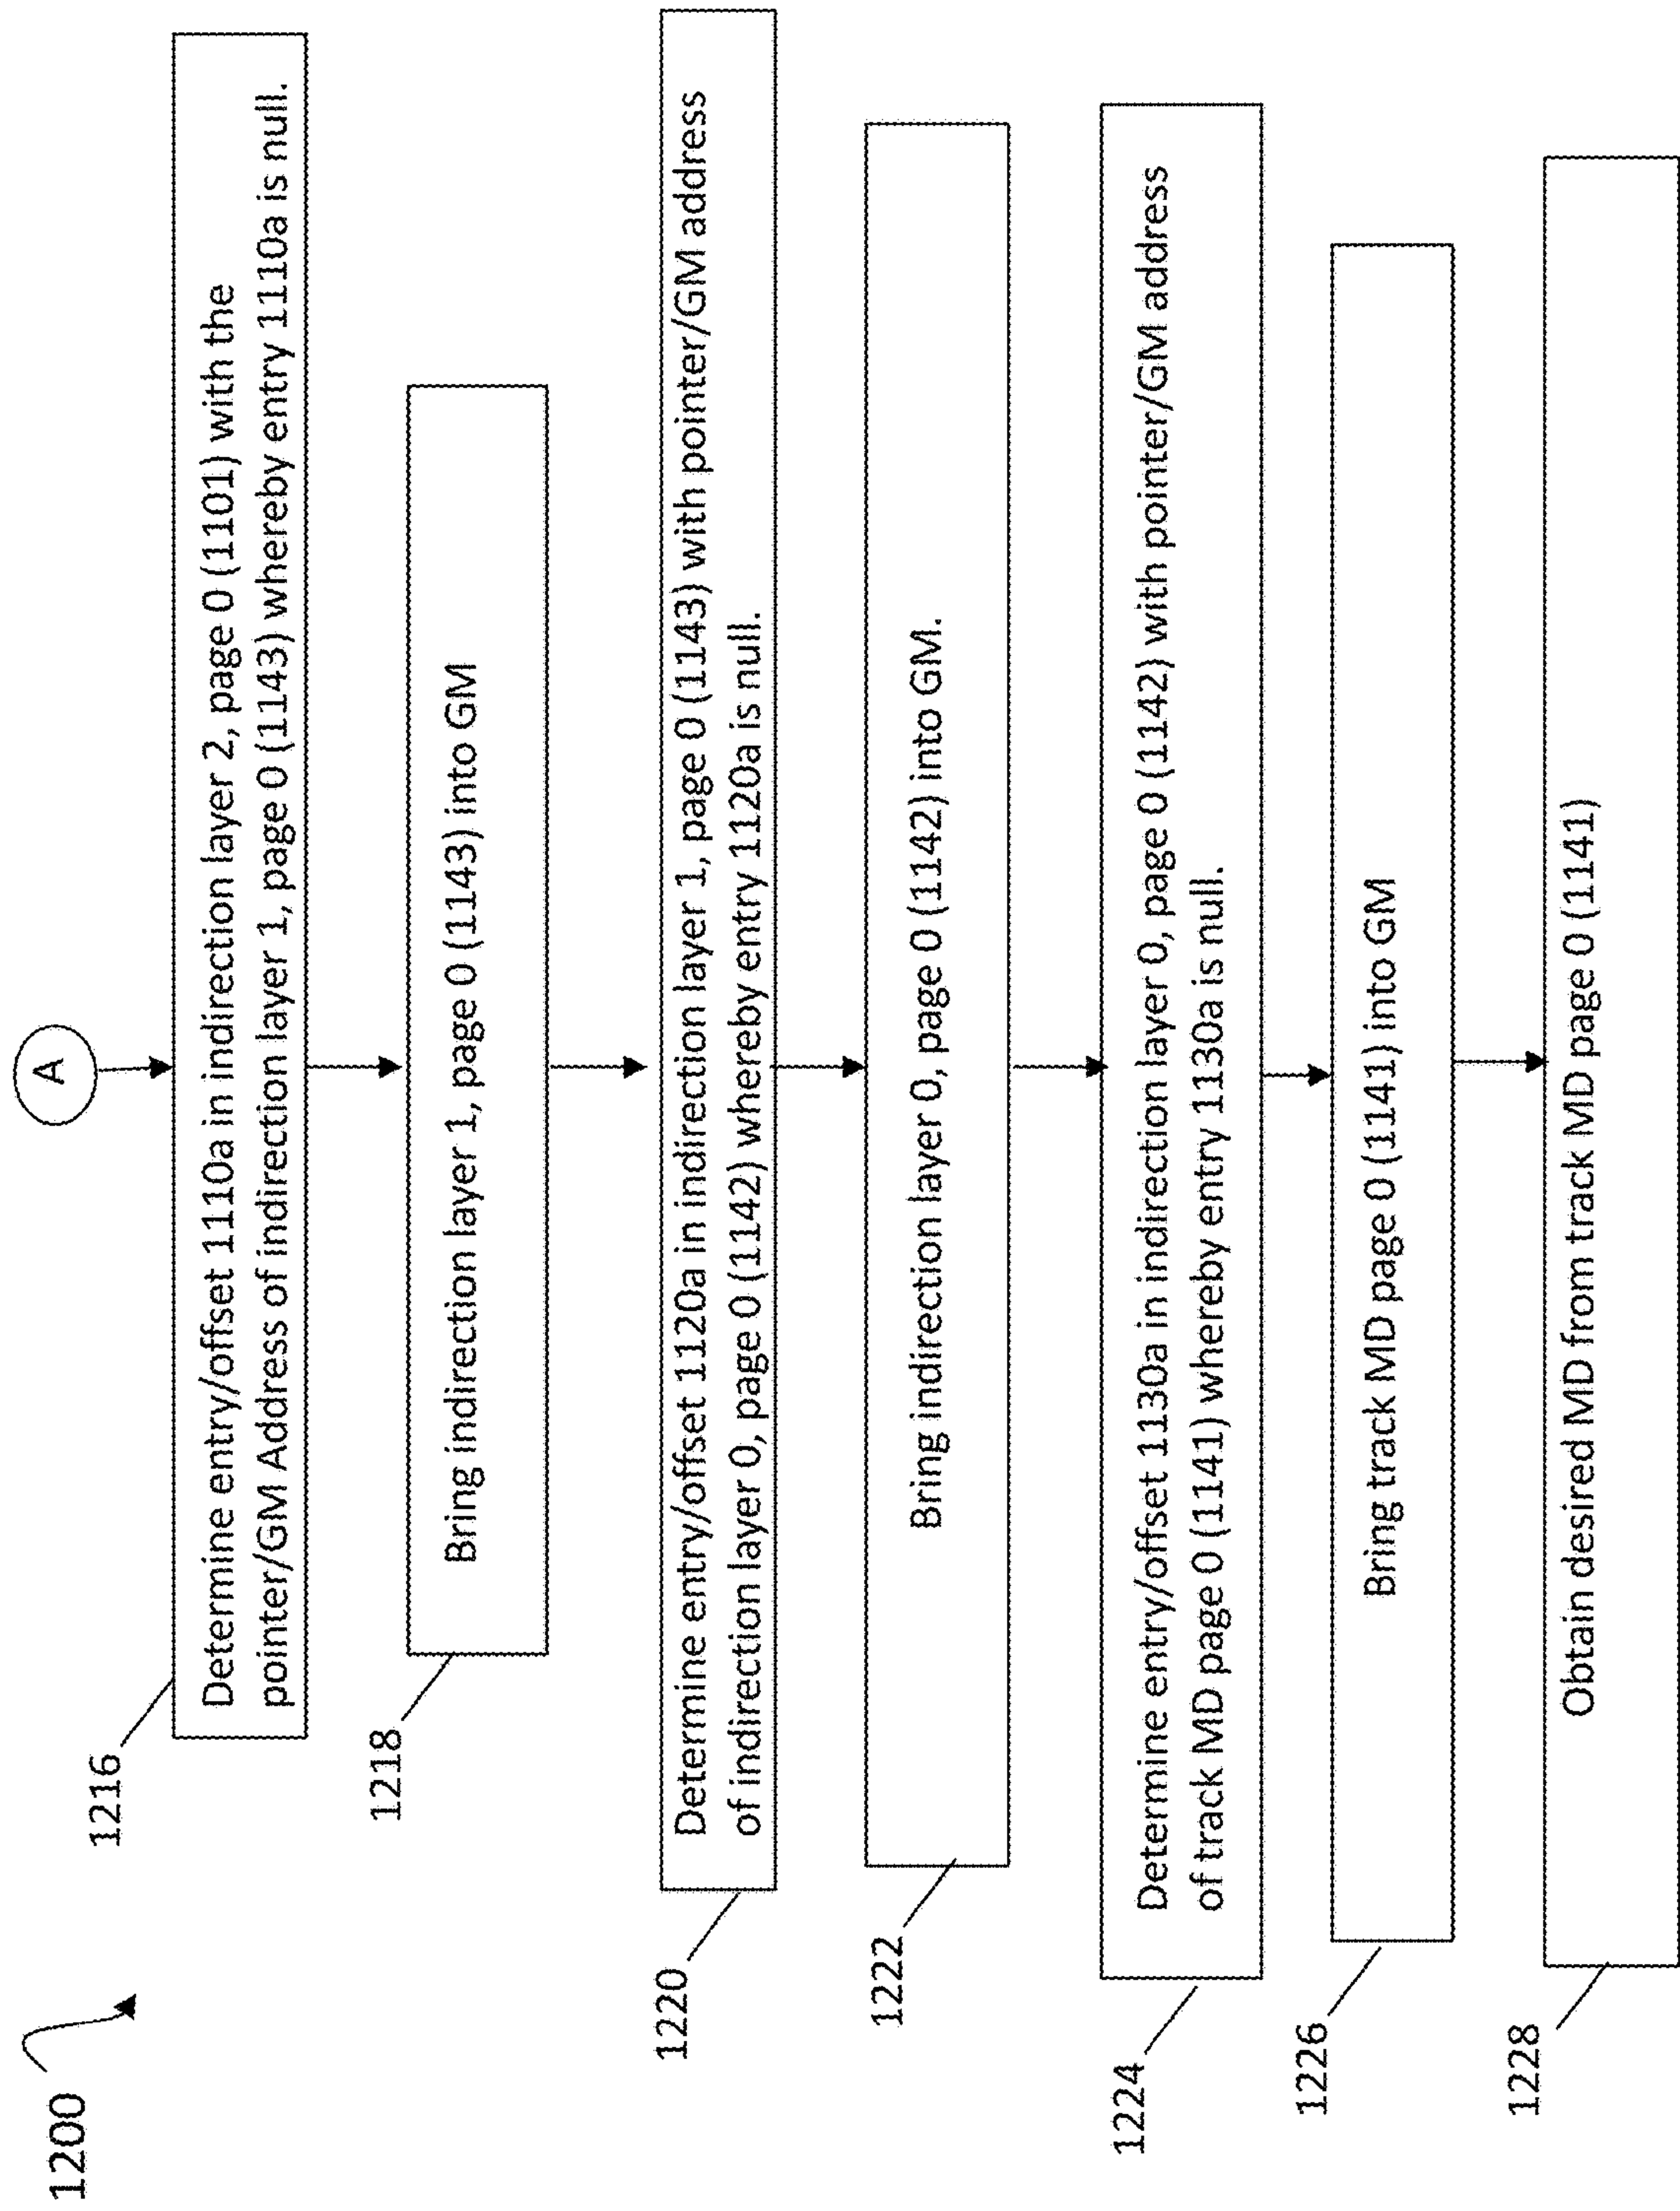 1200
A
1216
Determine entry/offset 1110a in indirection layer 2, page 0 (1101) with the
pointer/GM Address of indirection layer 1, page 0 (1143) whereby entry 1110a is null.
1218
Bring indirection layer 1, page 0 (1143) into GM
1220
Determine entry/offset 1120a in indirection layer 1, page 0 (1143) with pointer/GM address
of indirection layer 0, page 0 (1142) whereby entry 1120a is null.
1222
Bring indirection layer 0, page 0 (1142) into GM.
1224
Determine entry/offset 1130a in indirection layer 0, page 0 (1142) with pointer/GM address
of track MD page 0 (1141) whereby entry 1130a is null.
1226
Bring track MD page 0 (1141) into GM
1228
Obtain desired MD from track MD page 0 (1141)